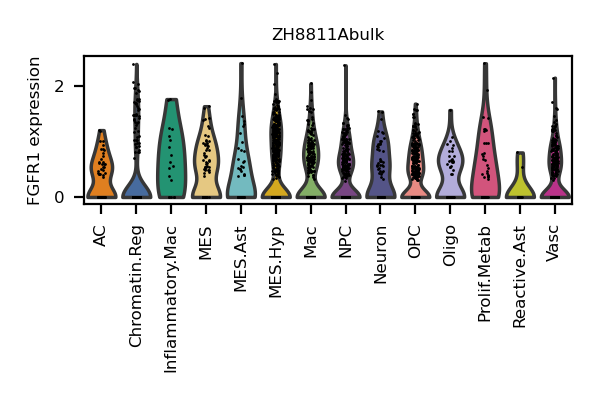 ZH8811Abulk
FGFR1 expression
2
0
AC
Chromatin.Reg
Inflammatory.Mac
MES
MES.Ast
MES.Hyp
Mac
NPC
Neuron
OPC
Oligo
Prolif.Metab
Reactive.Ast
Vasc